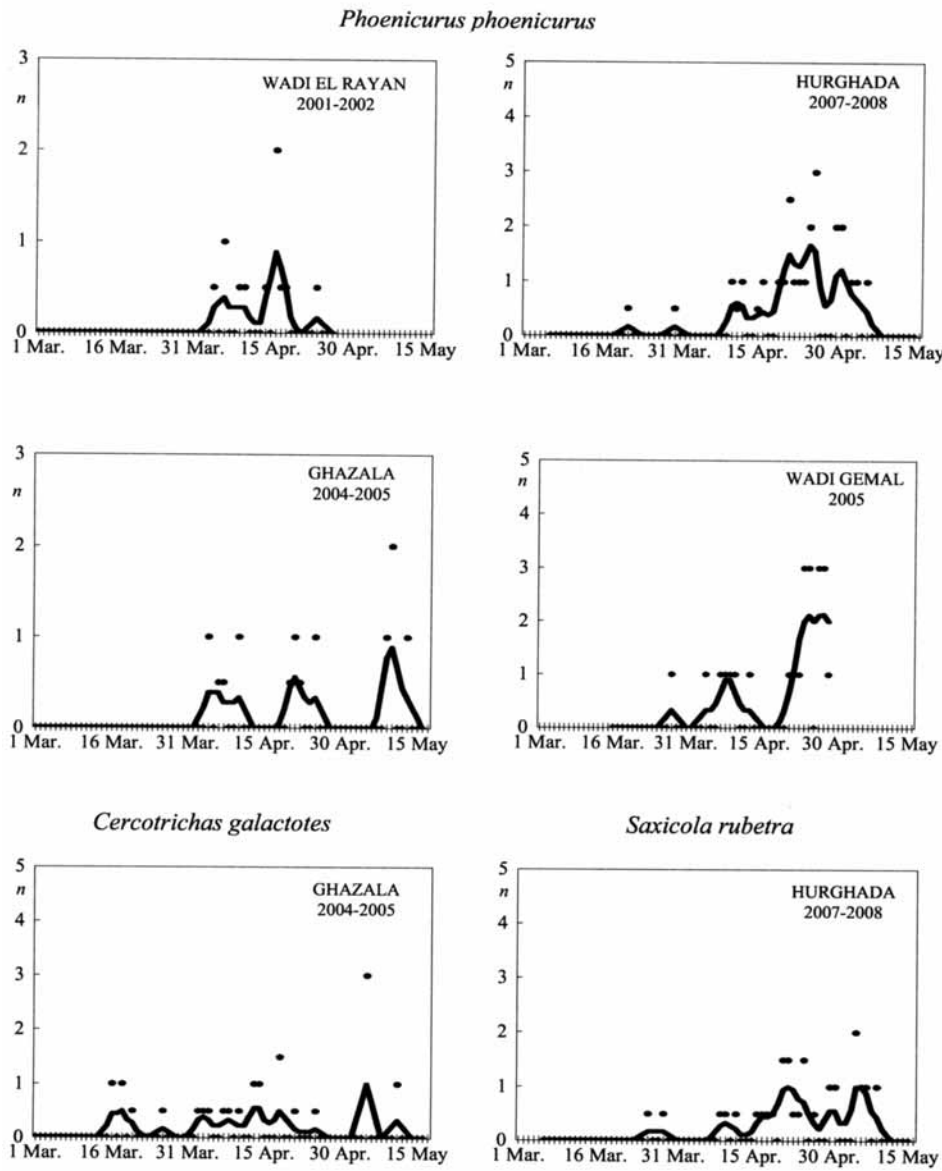 Phoenicurus phoenicurus
3
n
2
1
0
WADI EL RAYAN
2001-2002
1 Mar. 16 Mar. 31 Mar. 15 Apr. 30 Apr. 15 May
5
n
4
3
2
1
0
HURGHADA
2007-2008
1 Mar. 16 Mar. 31 Mar. 15 Apr. 30 Apr. 15 May
3
n
2
1
0
GHAZALA
2004-2005
1 Mar. 16 Mar. 31 Mar. 15 Apr. 30 Apr. 15 May
5
n
4
3
2
1
0
WADI GEMAL
2005
1 Mar. 16 Mar. 31 Mar. 15 Apr. 30 Apr. 15 May
Cercotrichas galactotes
5
n
4
3
2
1
0
GHAZALA
2004-2005
1 Mar. 16 Mar. 31 Mar. 15 Apr. 30 Apr. 15 May
Saxicola rubetra
5
n
4
3
2
1
0
HURGHADA
2007-2008
1 Mar. 16 Mar. 31 Mar. 15 Apr. 30 Apr. 15 May